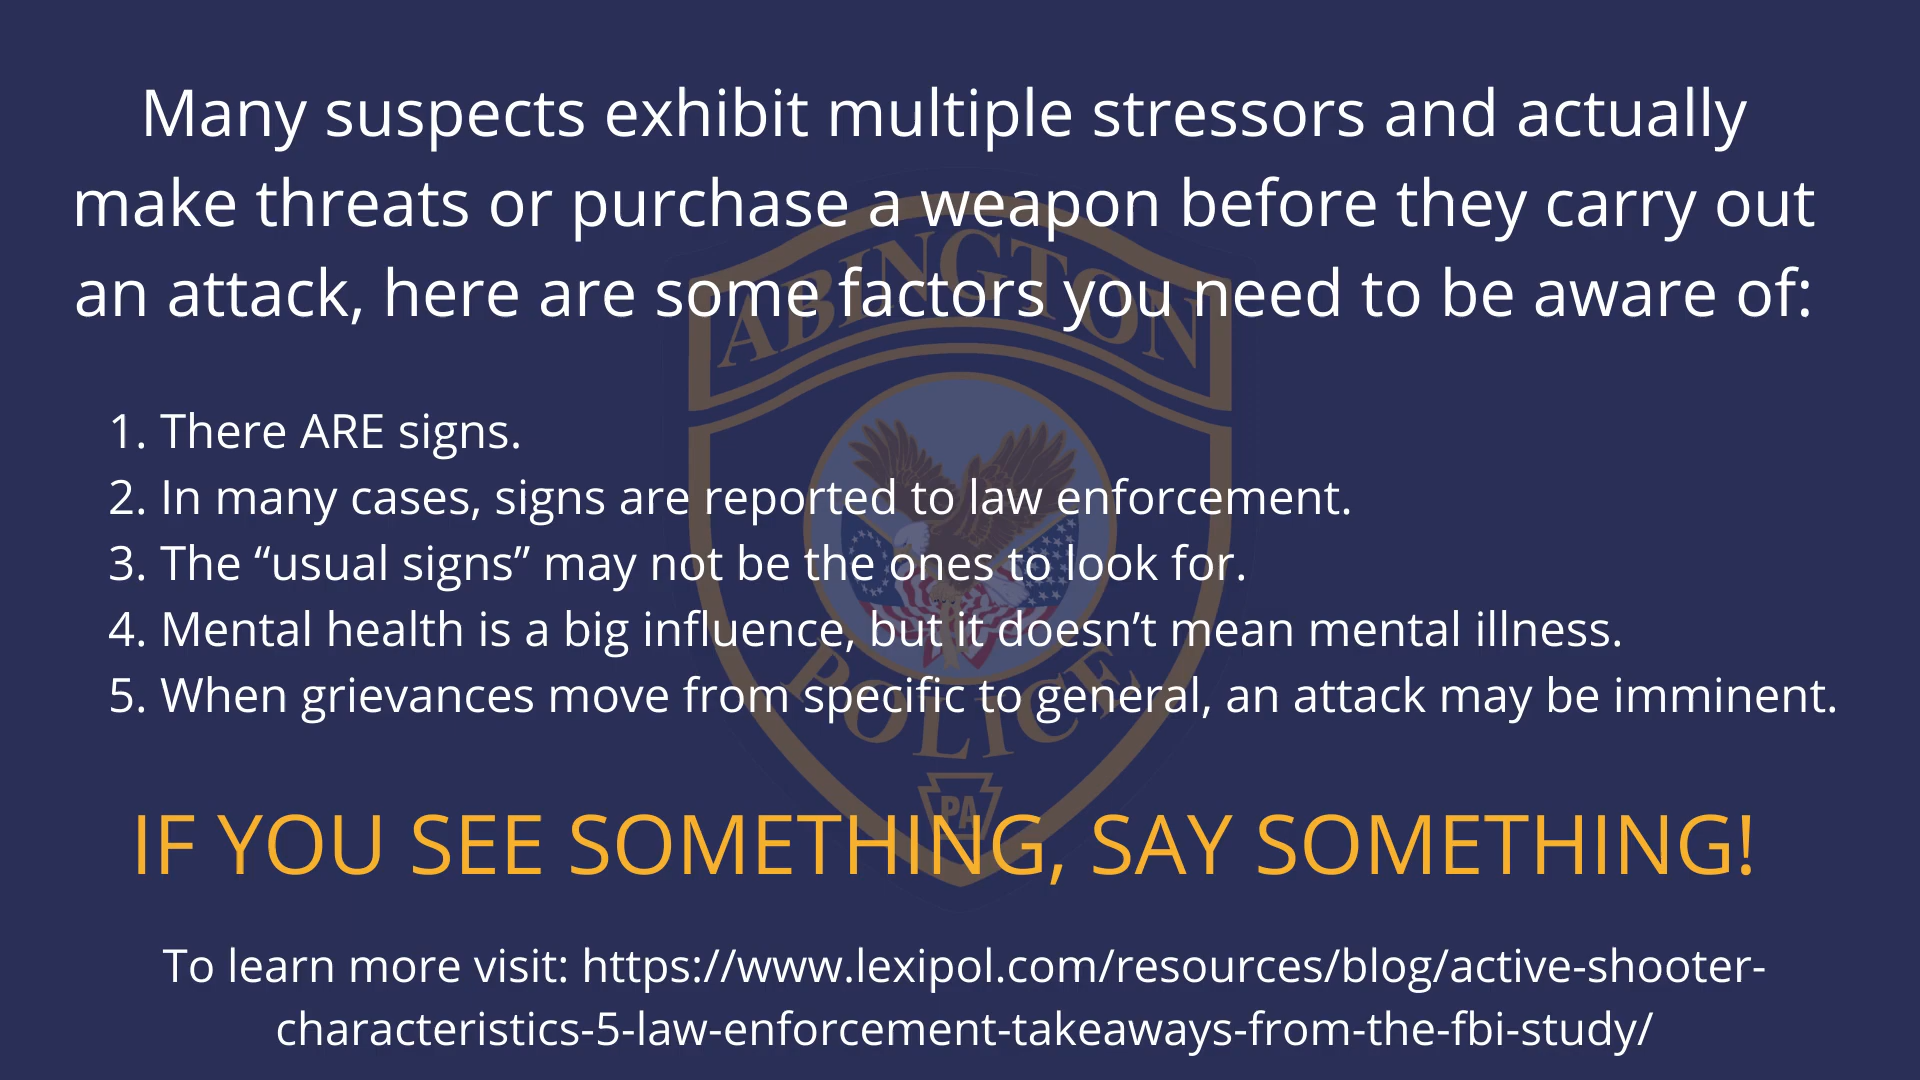 Many suspects exhibit multiple stressors and actually
make threats or purchase a weapon before they carry out
an attack, here are some factors you need to be aware of:
ABINGTON
1. There ARE signs.
2. In many cases, signs are reported to law enforcement.
3. The “usual signs” may not be the ones to look for.
4. Mental health is a big influence, but it doesn’t mean mental illness.
5. When grievances move from specific to general, an attack may be imminent.
POLICE
PA
IF YOU SEE SOMETHING, SAY SOMETHING!
To learn more visit: https://www.lexipol.com/resources/blog/active-shooter-
characteristics-5-law-enforcement-takeaways-from-the-fbi-study/